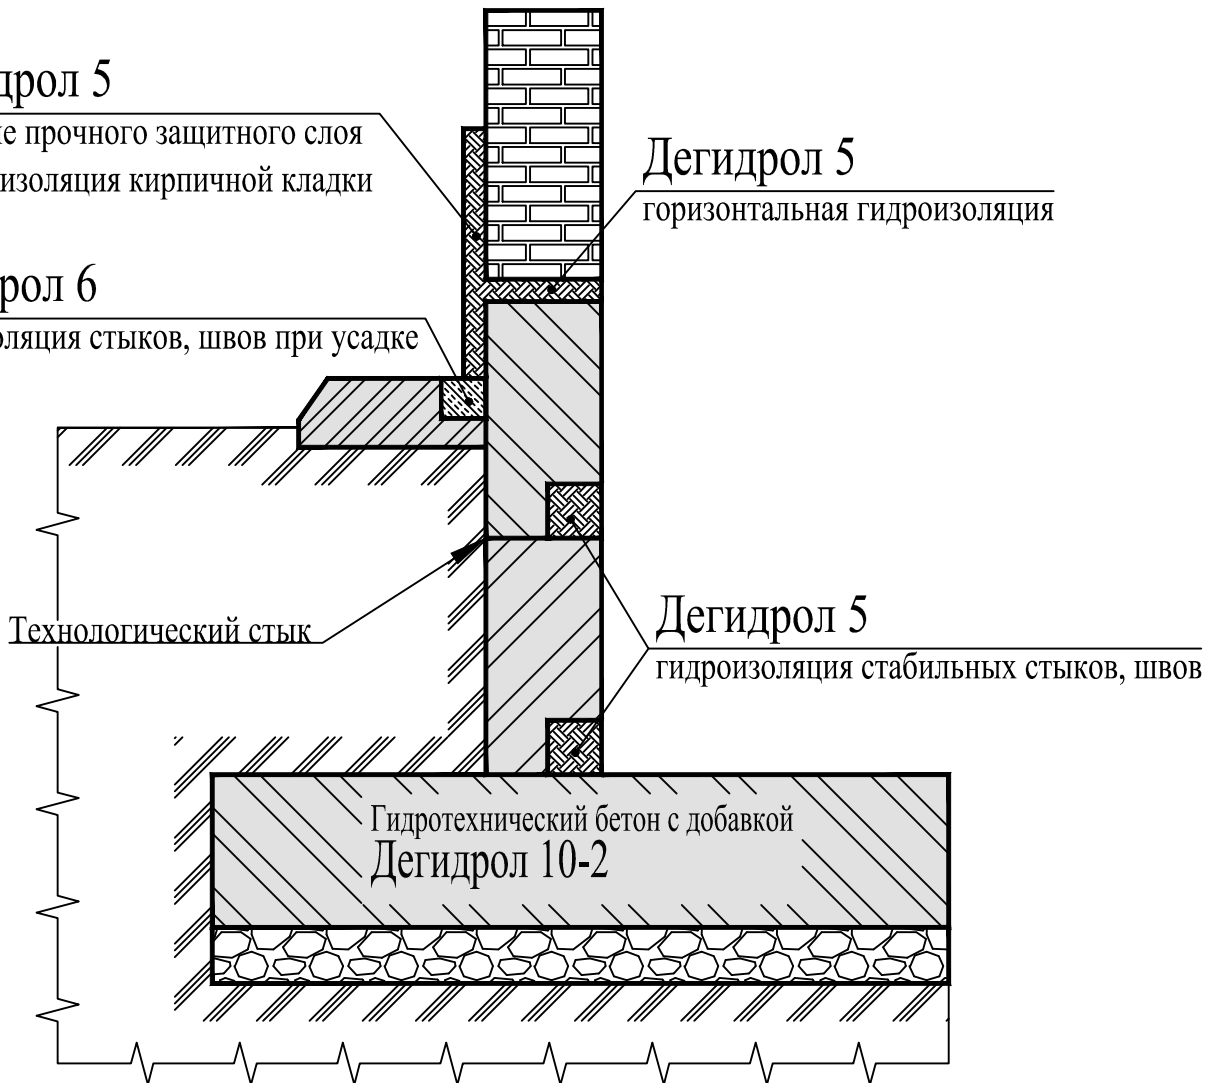 дрол 5
е прочного защитного слоя
изоляция кирпичной кладки
Дегидрол 5
горизонтальная гидроизоляция
рол 6
оляция стыков, швов при усадке
Технологический стык
Дегидрол 5
гидроизоляция стабильных стыков, швов
Гидротехнический бетон с добавкой
Дегидрол 10-2